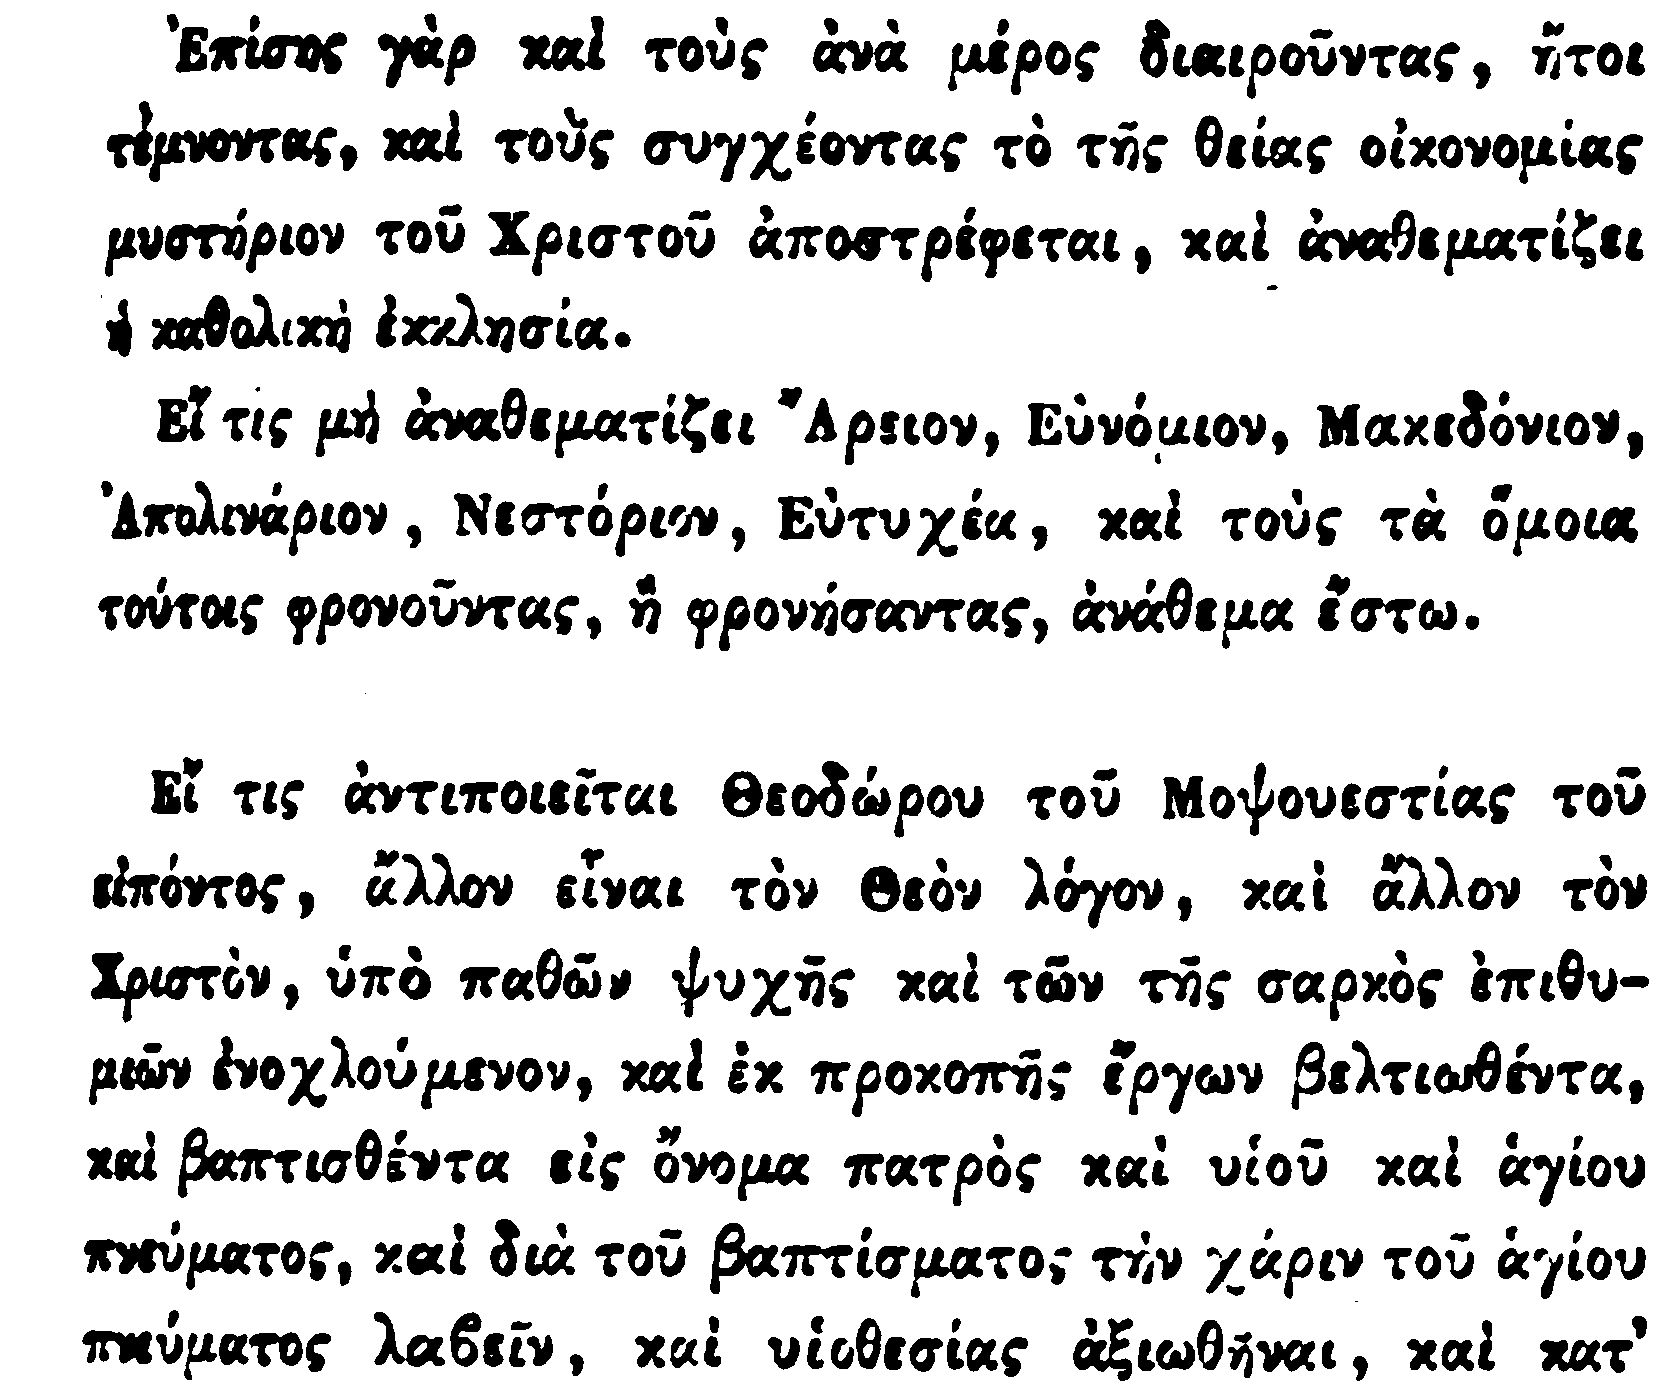 Ἐπίσης γὰρ καὶ τοὺς ἀνὰ μέρος διαιροῦντας, ἤτοι
τέμνοντας, καὶ τοὺς συγχέοντας τὸ τῆς θείας οἰκονομίας
μυστήριον τοῦ Χριστοῦ ἀποστρέφεται, καὶ ἀναθεματίζει
ἡ καθολικὴ ἐκκλησία.
Εἴ τις μὴ ἀναθεματίζει Ἄρειον, Εὐνόμιον, Μακεδόνιον,
Ἀπολινάριον, Νεστόριον, Εὐτυχέα, καὶ τοὺς τὰ ὅμοια
τούτοις φρονοῦντας, ἢ φρονήσαντας, ἀνάθεμα ἔστω.
Εἴ τις ἀντιποιεῖται Θεοδώρου τοῦ Μοψουεστίας τοῦ
εἰπόντος, ἄλλον εἶναι τὸν Θεὸν λόγον, καὶ ἄλλον τὸν
Χριστὸν, ὑπὸ παθῶν ψυχῆς καὶ τῶν τῆς σαρκὸς ἐπιθυ-
μιῶν ἐνοχλούμενον, καὶ ἐκ προκοπῆς ἔργων βελτιωθέντα,
καὶ βαπτισθέντα εἰς ὄνομα πατρὸς καὶ υἱοῦ καὶ ἁγίου
πνεύματος, καὶ διὰ τοῦ βαπτίσματος τὴν χάριν τοῦ ἁγίου
πνεύματος λαβεῖν, καὶ υἱοθεσίας ἀξιωθῆναι, καὶ κατ'